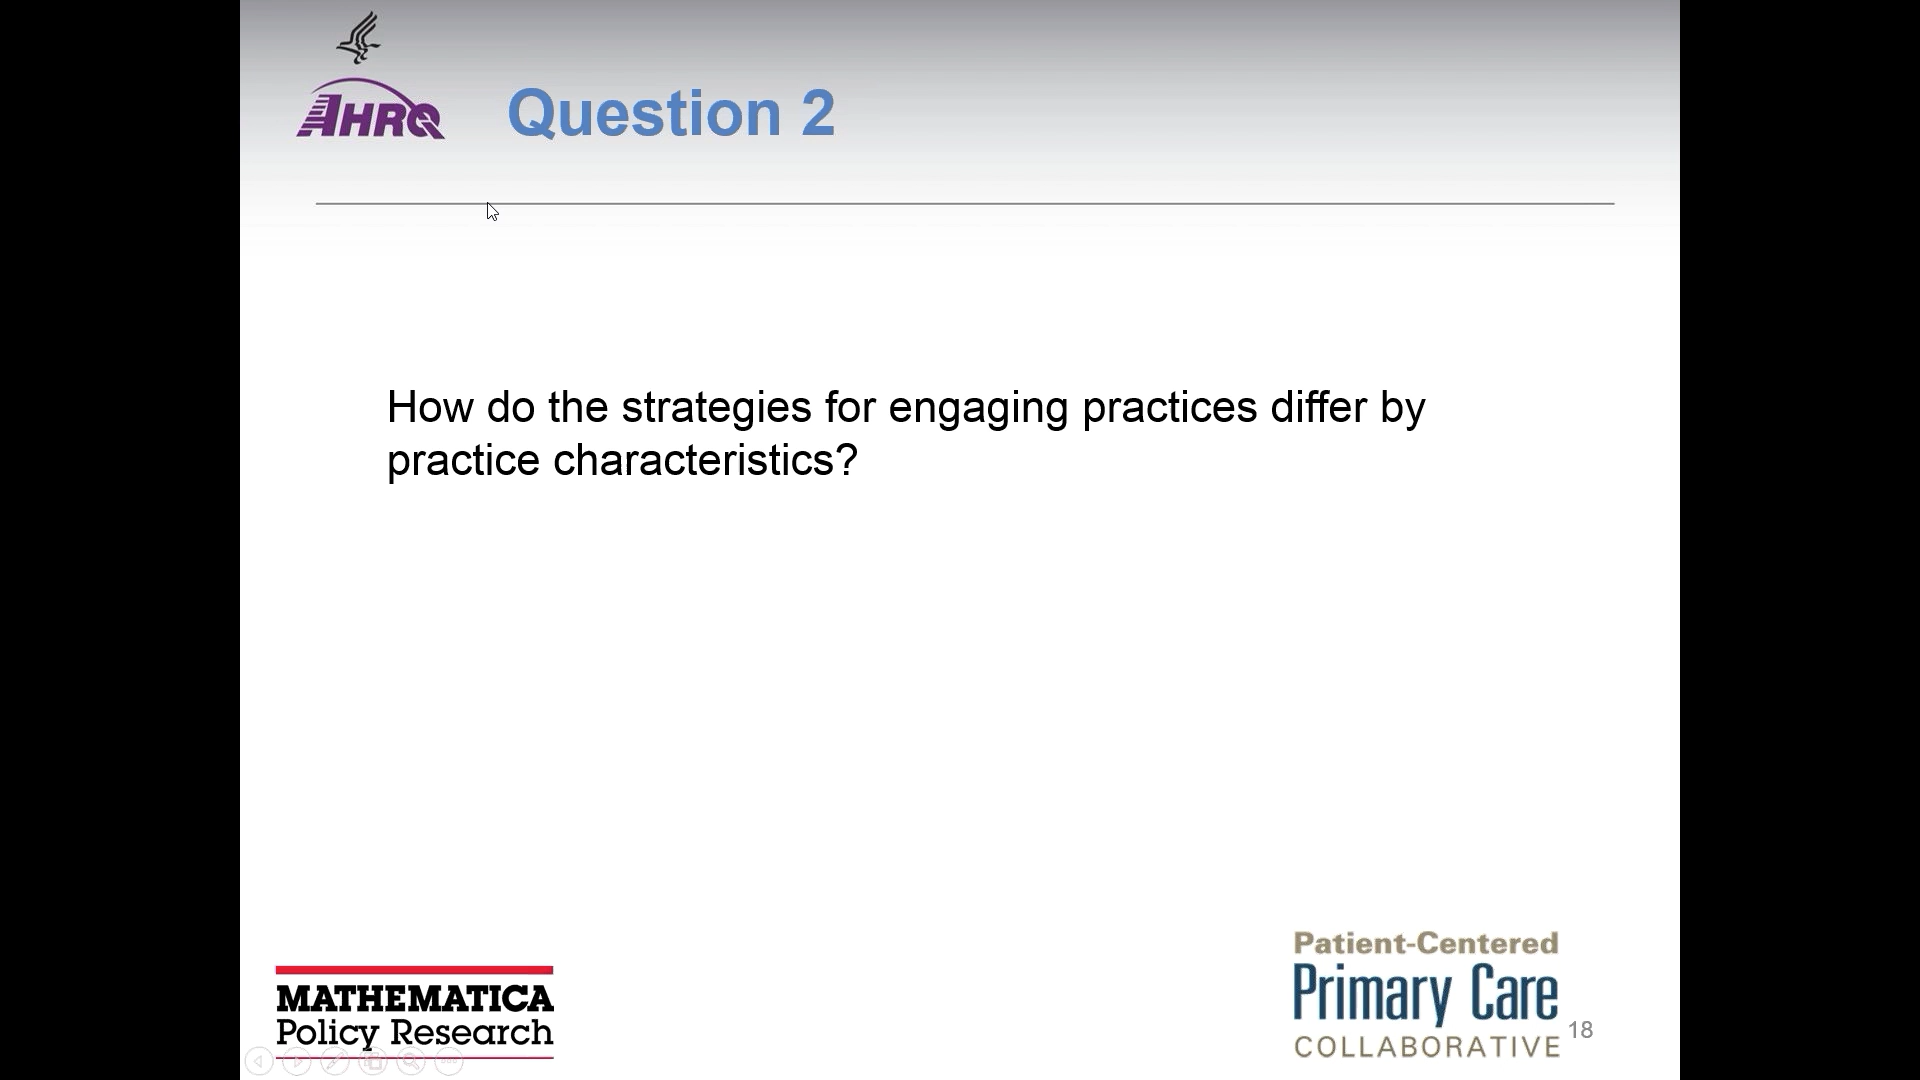 AHRQ
Question 2
How do the strategies for engaging practices differ by
practice characteristics?
MATHEMATICA
Policy Research
Patient-Centered
Primary Care
COLLABORATIVE
18